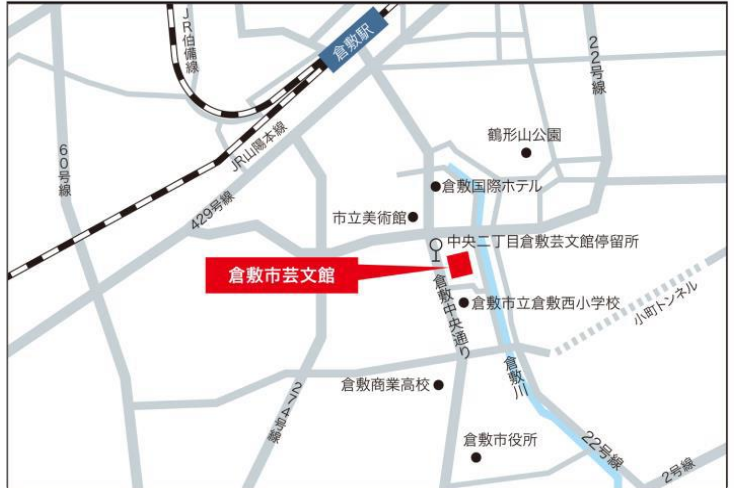 JR伯備線
倉敷駅
22号線
60号線
JR山陽本線
429号線
鶴形山公園
倉敷国際ホテル
市立美術館
中央二丁目倉敷芸文館停留所
倉敷市芸文館
倉敷中央通り
倉敷市立倉敷西小学校
小町トンネル
倉敷川
倉敷商業高校
274号線
倉敷市役所
22号線
2号線